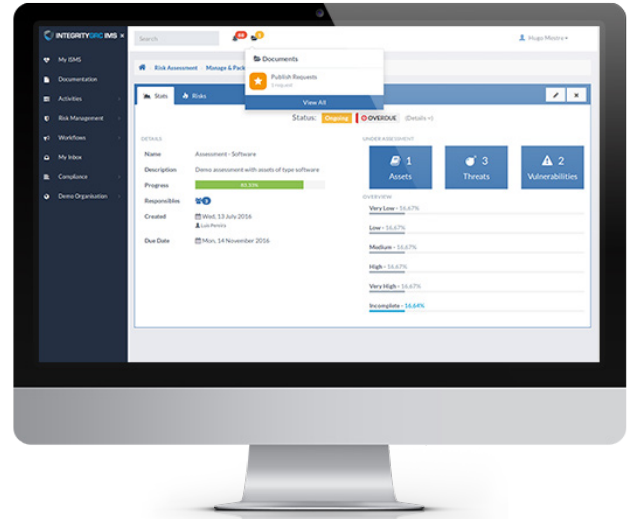 INTEGRITYGRC IMS
Search
Hugo Mestre
My ISMS
Documentation
Activities
Risk Management
Workflows
My Inbox
Compliance
Demo Organisation
Documents
Publish Requests
View All
Risk Assessment
Manage & Pack
Stats
Risks
Status: Ongoing OVERDUE (Details +)
DETAILS
Name Assessment - Software
Description Demo assessment with assets of type software
Progress 83.33%
Responsibles
Created Wed, 13 July 2016
Luis Pereira
Due Date Mon, 14 November 2016
UNDER ASSESSMENT
1
Assets
3
Threats
2
Vulnerabilities
OVERVIEW
Very Low - 16.67%
Low - 16.67%
Medium - 16.67%
High - 16.67%
Very High - 16.67%
Incomplete - 16.64%